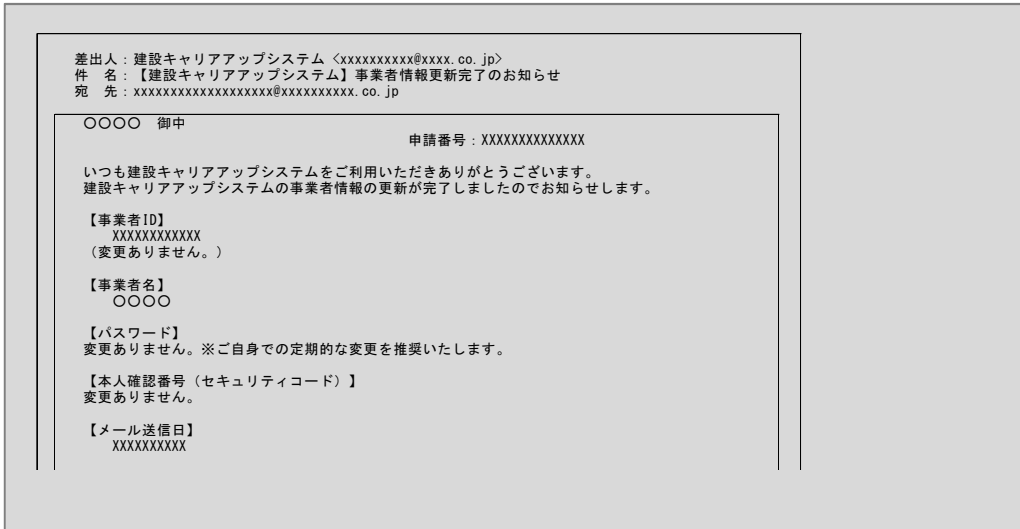 差出人：建設キャリアアップシステム <xxxxxxxxxx@xxxx.co.jp>
件　名：【建設キャリアアップシステム】事業者情報更新完了のお知らせ
宛　先：xxxxxxxxxxxxxxxxxxx@xxxxxxxxxx.co.jp
〇〇〇〇　御中
申請番号：XXXXXXXXXXXXXX
いつも建設キャリアアップシステムをご利用いただきありがとうございます。
建設キャリアアップシステムの事業者情報の更新が完了しましたのでお知らせします。
【事業者ID】
XXXXXXXXXXXX
（変更ありません。）
【事業者名】
〇〇〇〇
【パスワード】
変更ありません。※ご自身での定期的な変更を推奨いたします。
【本人確認番号（セキュリティコード）】
変更ありません。
【メール送信日】
XXXXXXXXXX